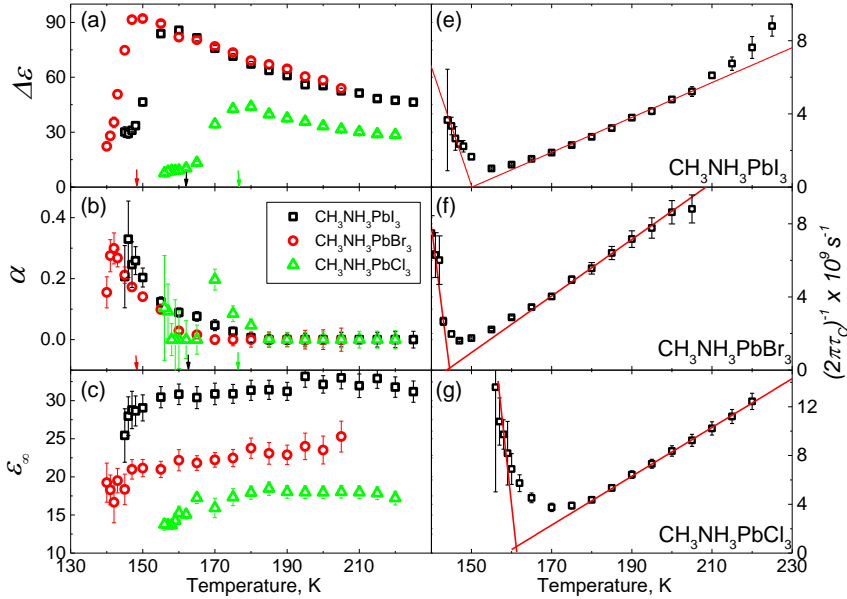 (a)
Δε
90
60
30
0
(b)
α
0.4
0.2
0.0
CH₃NH₃PbI₃
CH₃NH₃PbBr₃
CH₃NH₃PbCl₃
(c)
ε∞
30
25
20
15
10
130 150 170 190 210
Temperature, K
(e)
8
4
0
CH₃NH₃PbI₃
(f)
8
4
0
CH₃NH₃PbBr₃
(2πτ₀)⁻¹ x 10⁹ s⁻¹
(g)
12
8
4
0
CH₃NH₃PbCl₃
130 150 170 190 210 230
Temperature, K